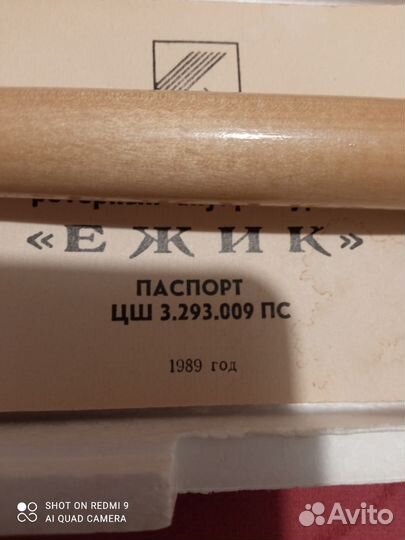 «ЕЖИК»
ПАСПОРТ
ЦШ 3.293.009 ПС
1989 год
SHOT ON REDMI 9
AI QUAD CAMERA
Avito